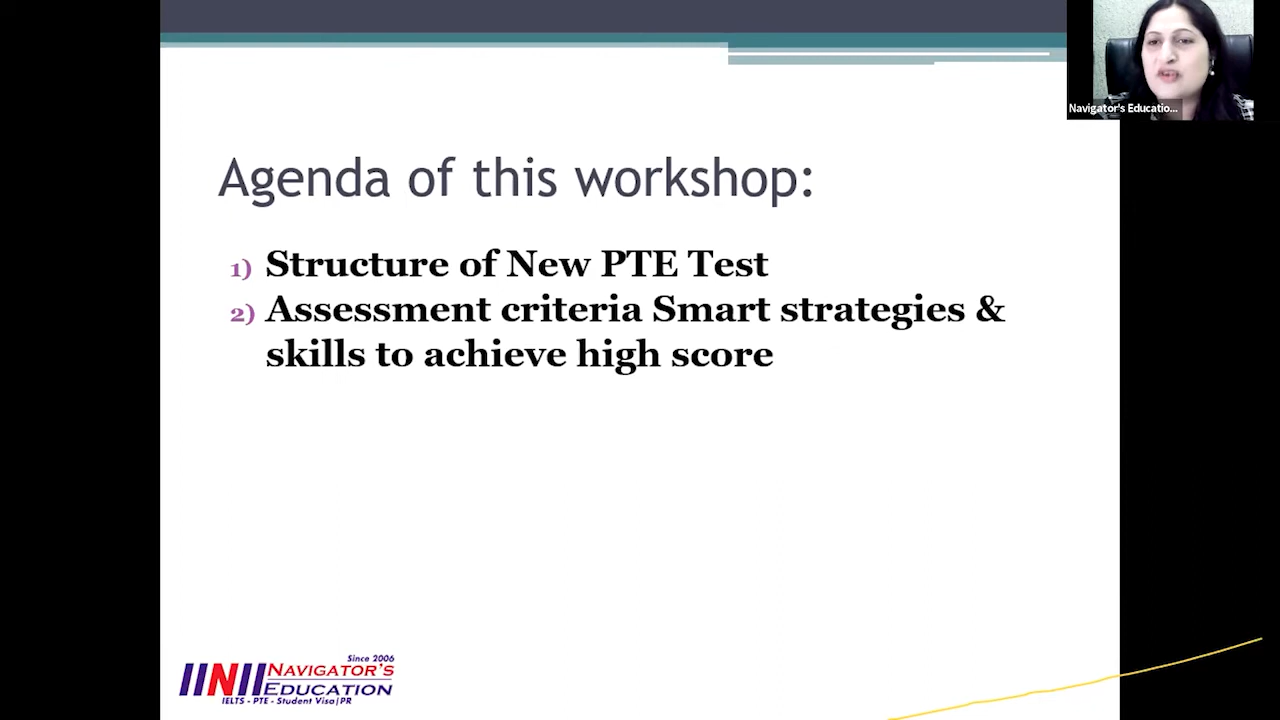 Navigator's Educatio...
Agenda of this workshop:
1) Structure of New PTE Test
2) Assessment criteria Smart strategies &
skills to achieve high score
Since 2006
NAVIGATOR'S
EDUCATION
IELTS - PTE - Student Visa|PR